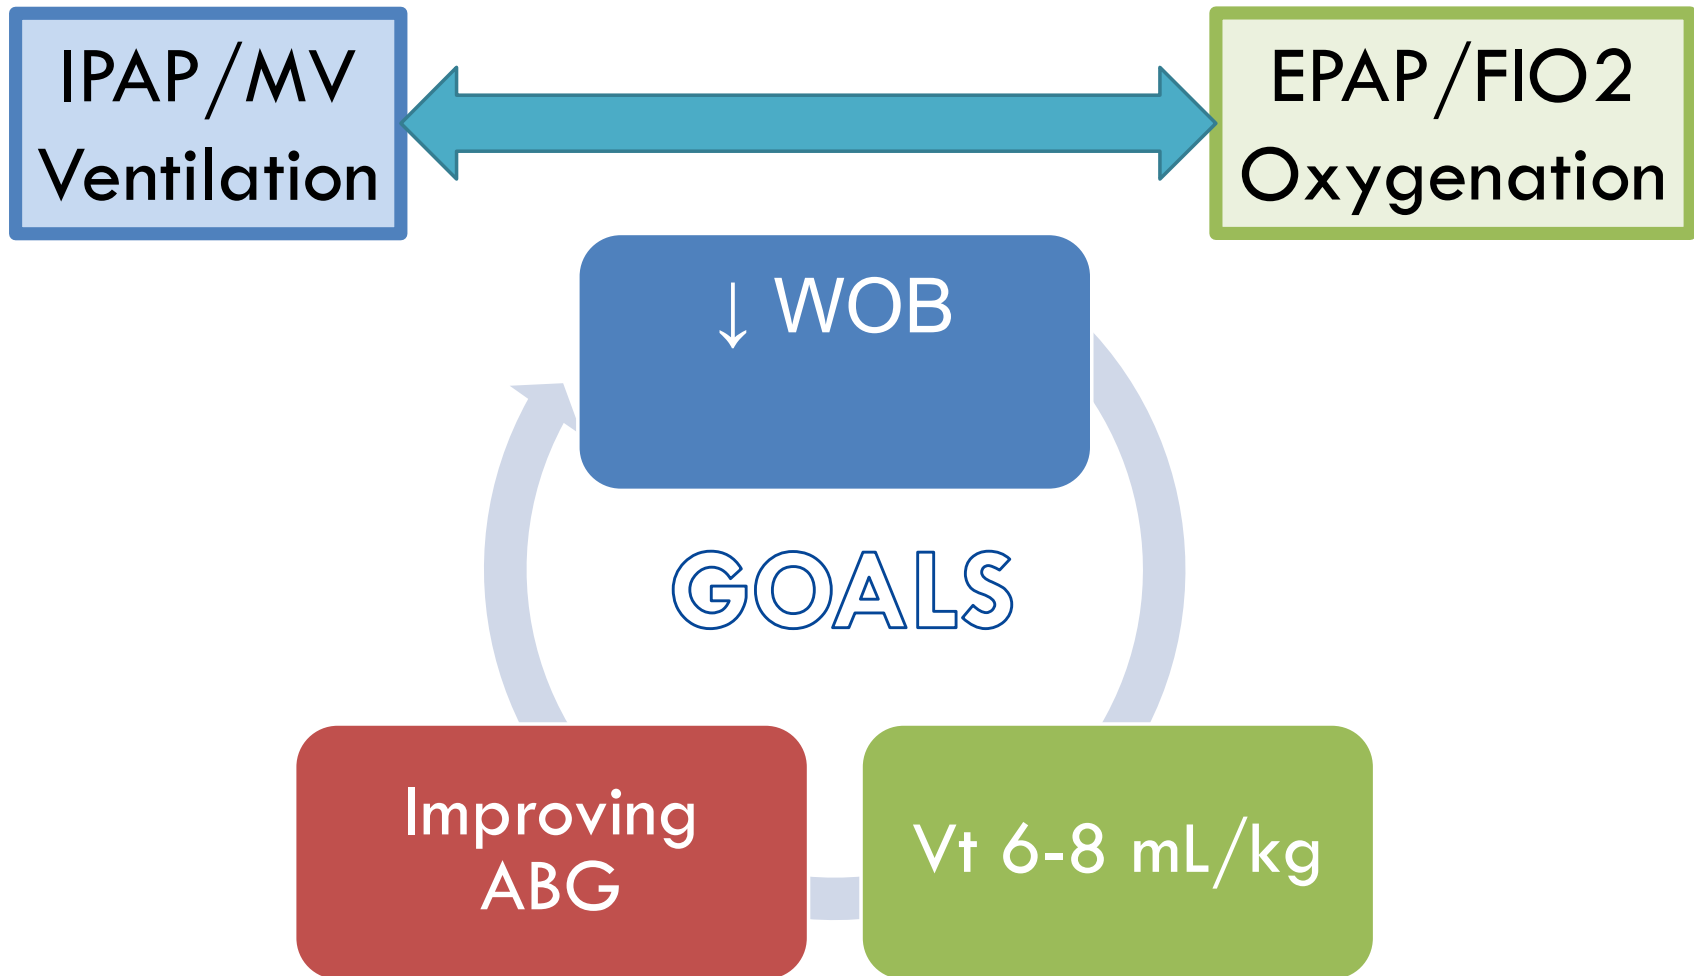 IPAP/MV
Ventilation
EPAP/FIO2
Oxygenation
↓ WOB
GOALS
Improving
ABG
Vt 6-8 mL/kg